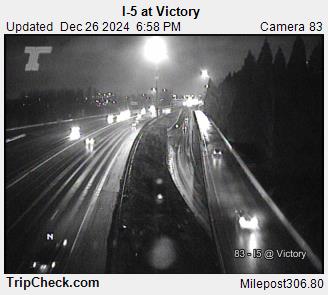 I-5 at Victory
Updated Dec 26 2024 6:58 PM Camera 83
T
N
83 - I5 @ Victory
TripCheck.com Milepost306.80